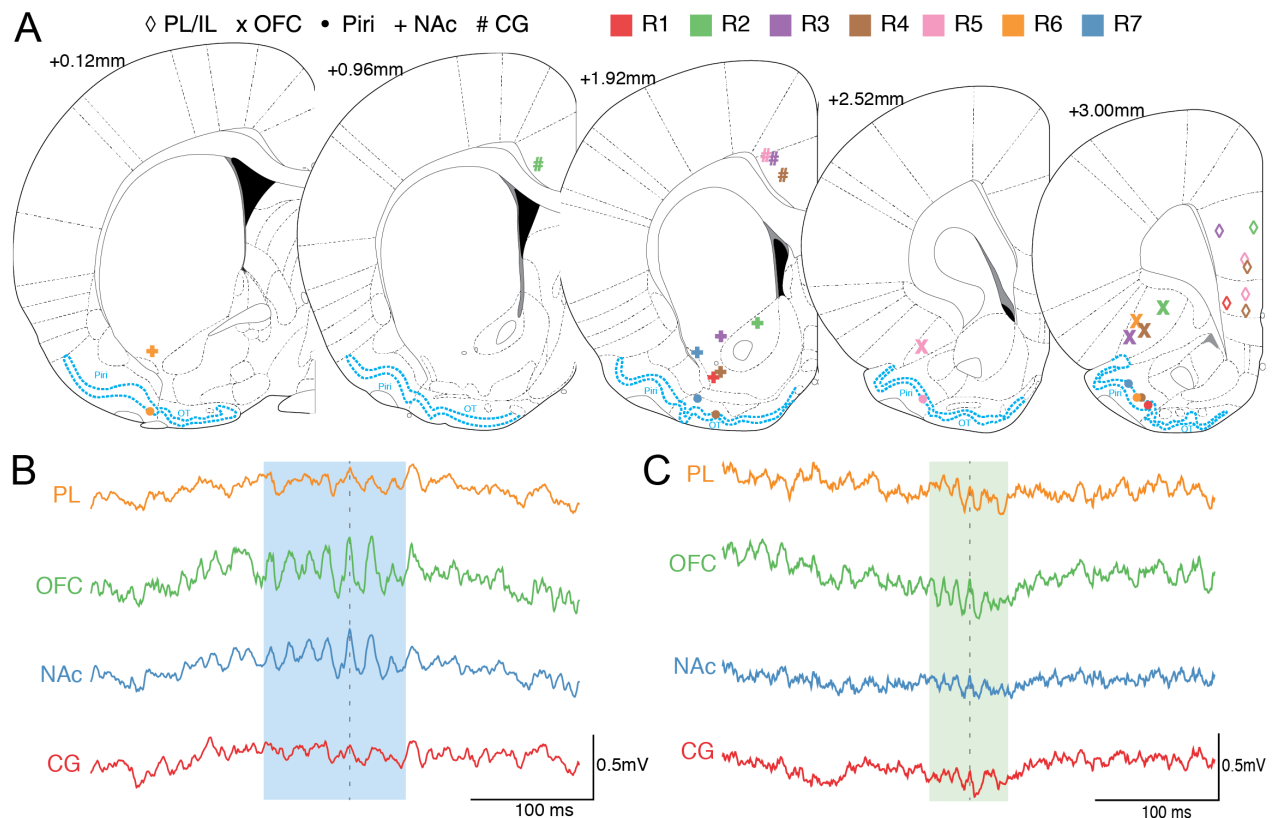 A
◊ PL/IL x OFC • Piri + NAc # CG
R1 R2 R3 R4 R5 R6 R7
+0.12mm
+0.96mm
+1.92mm
+2.52mm
+3.00mm
Piri
OT
Piri
OT
Piri
OT
Piri
OT
Piri
OT
B
PL
OFC
NAc
CG
0.5mV
100 ms
C
PL
OFC
NAc
CG
0.5mV
100 ms